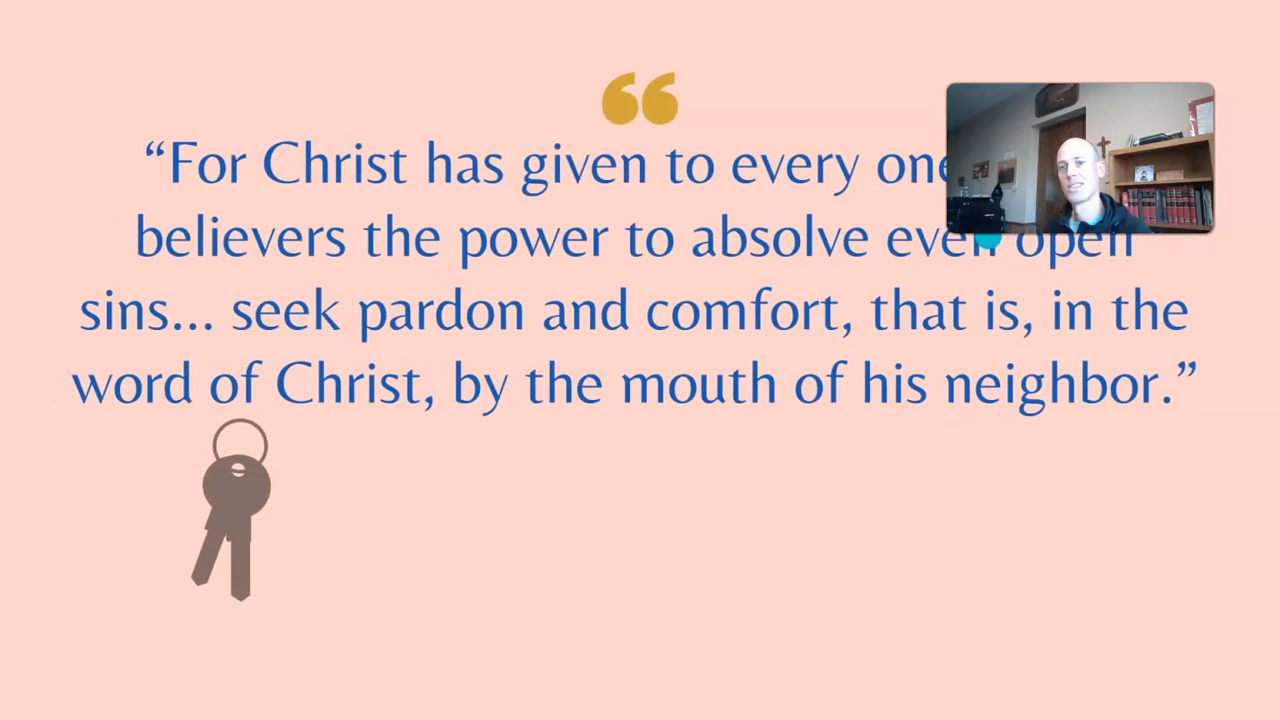 “For Christ has given to every one
believers the power to absolve even open
sins... seek pardon and comfort, that is, in the
word of Christ, by the mouth of his neighbor.”